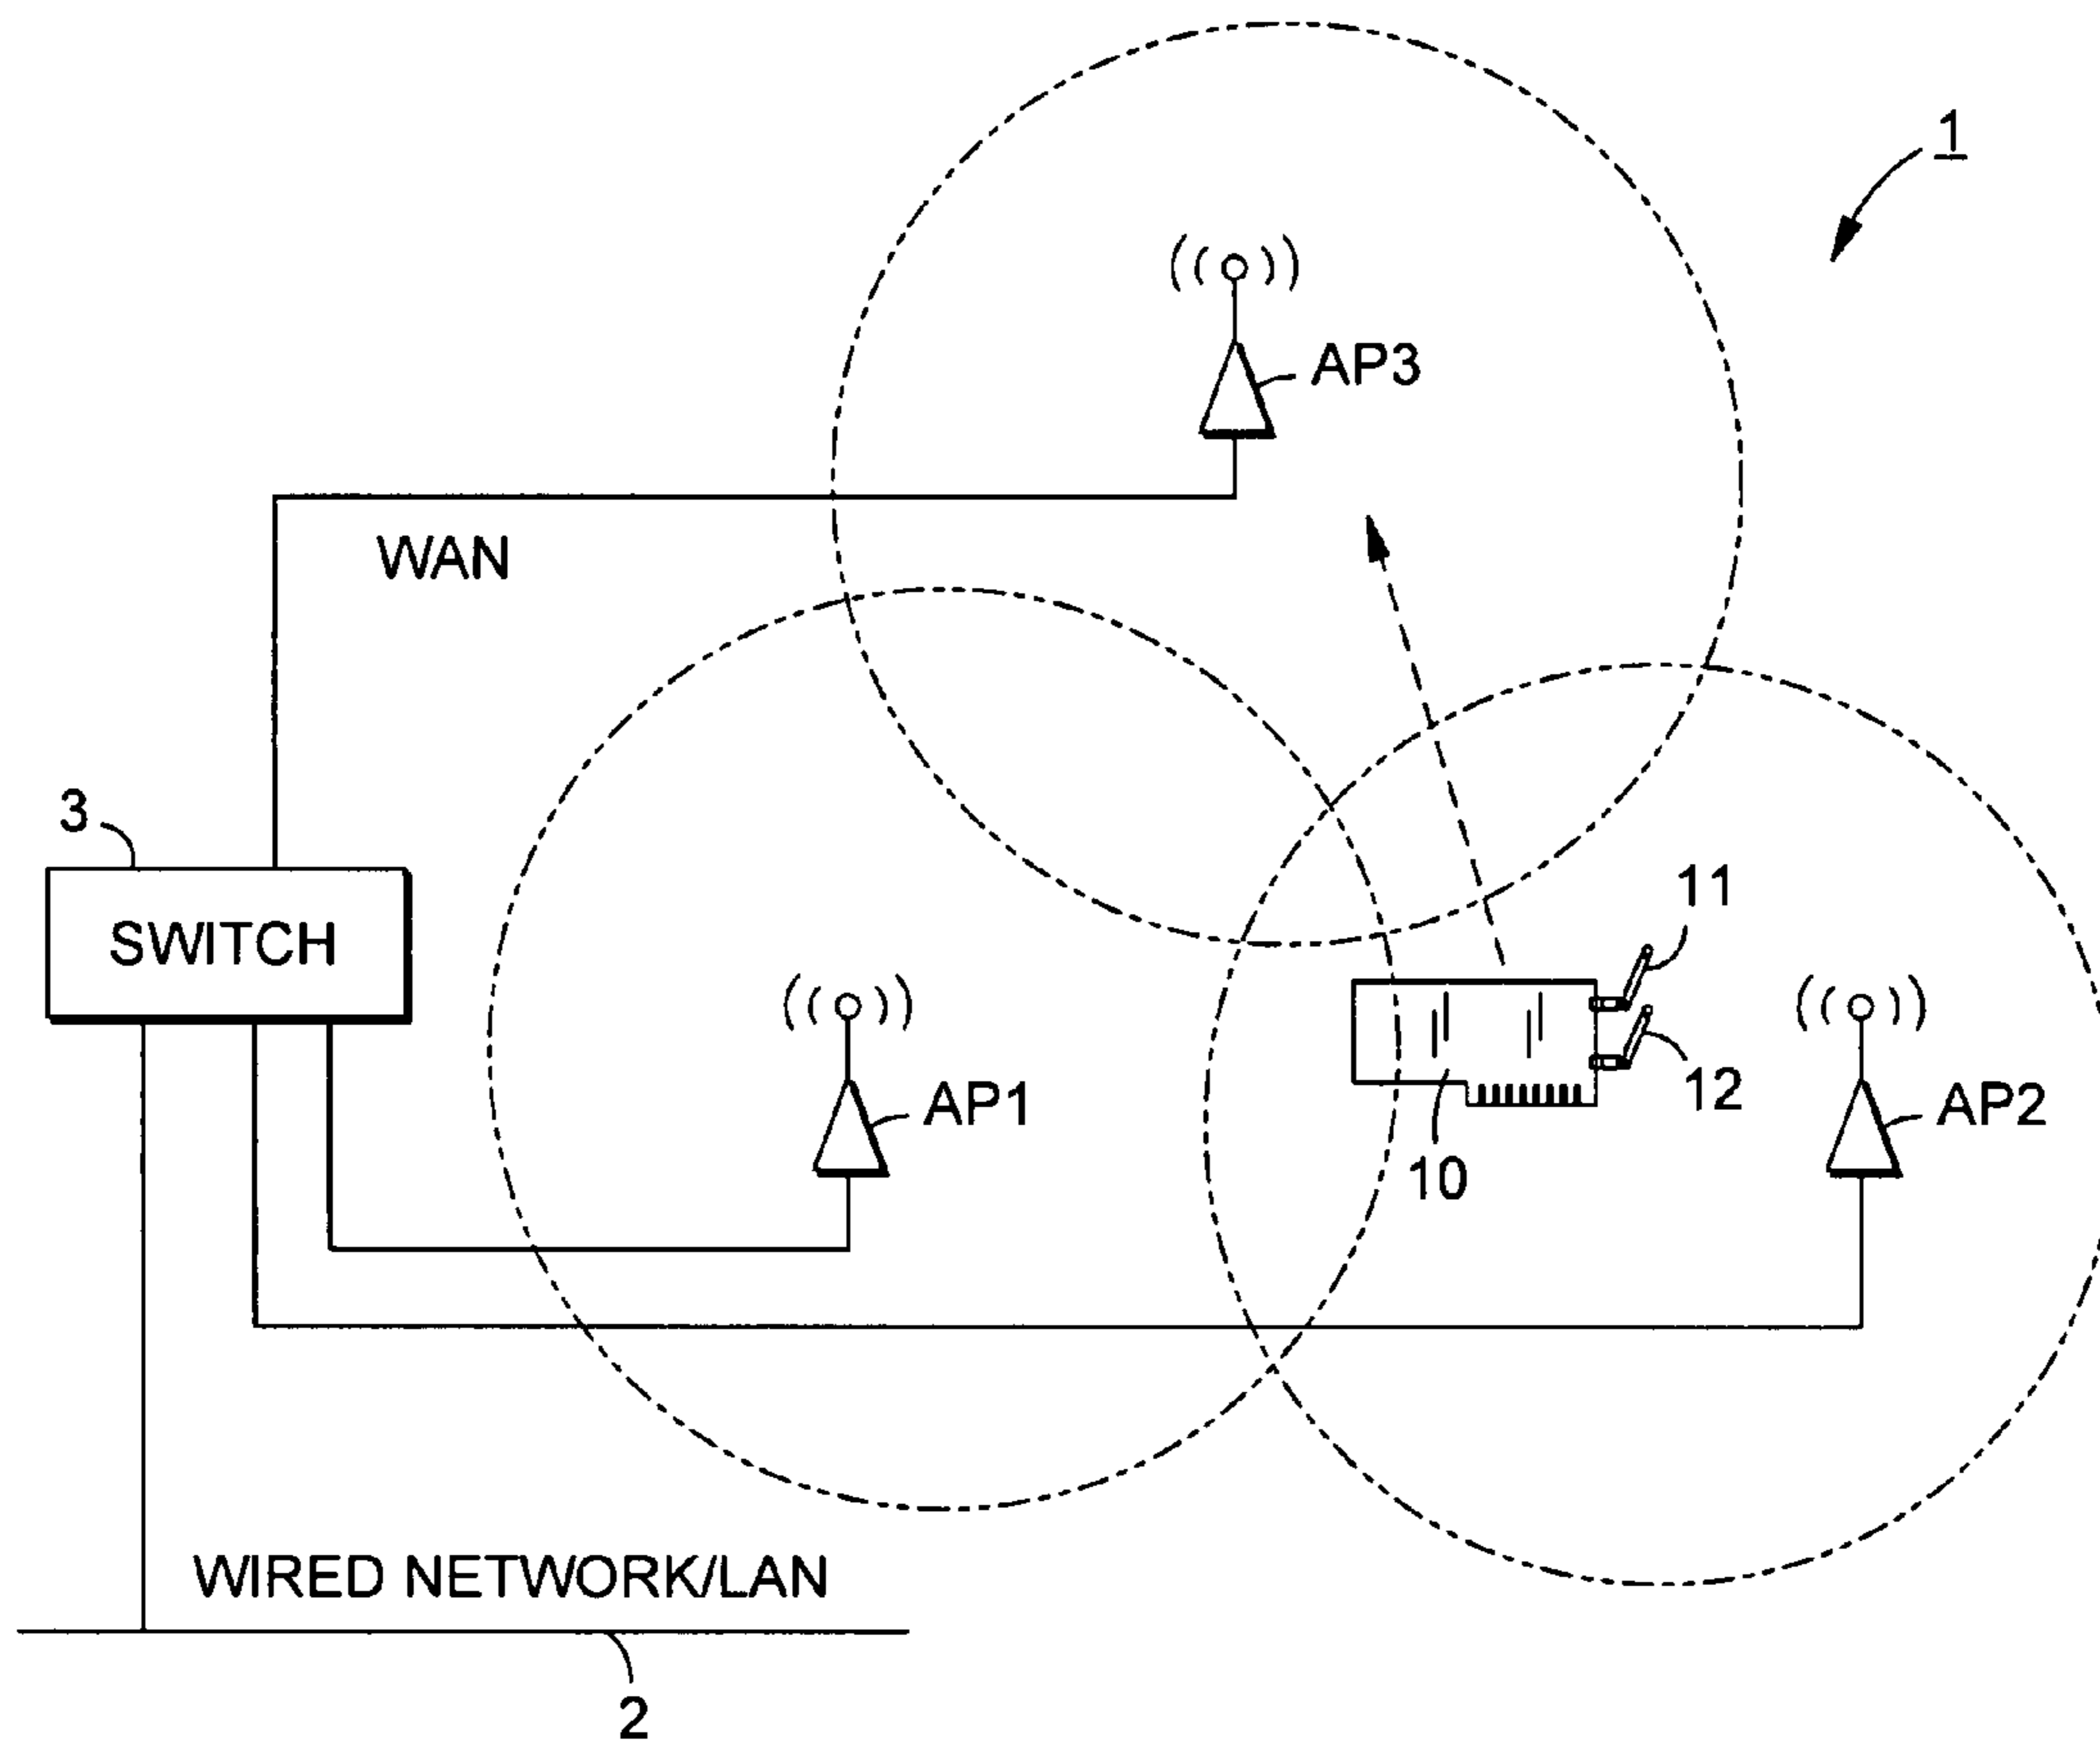 1
AP3
WAN
3
SWITCH
11
12
AP1
AP2
10
WIRED NETWORK/LAN
2